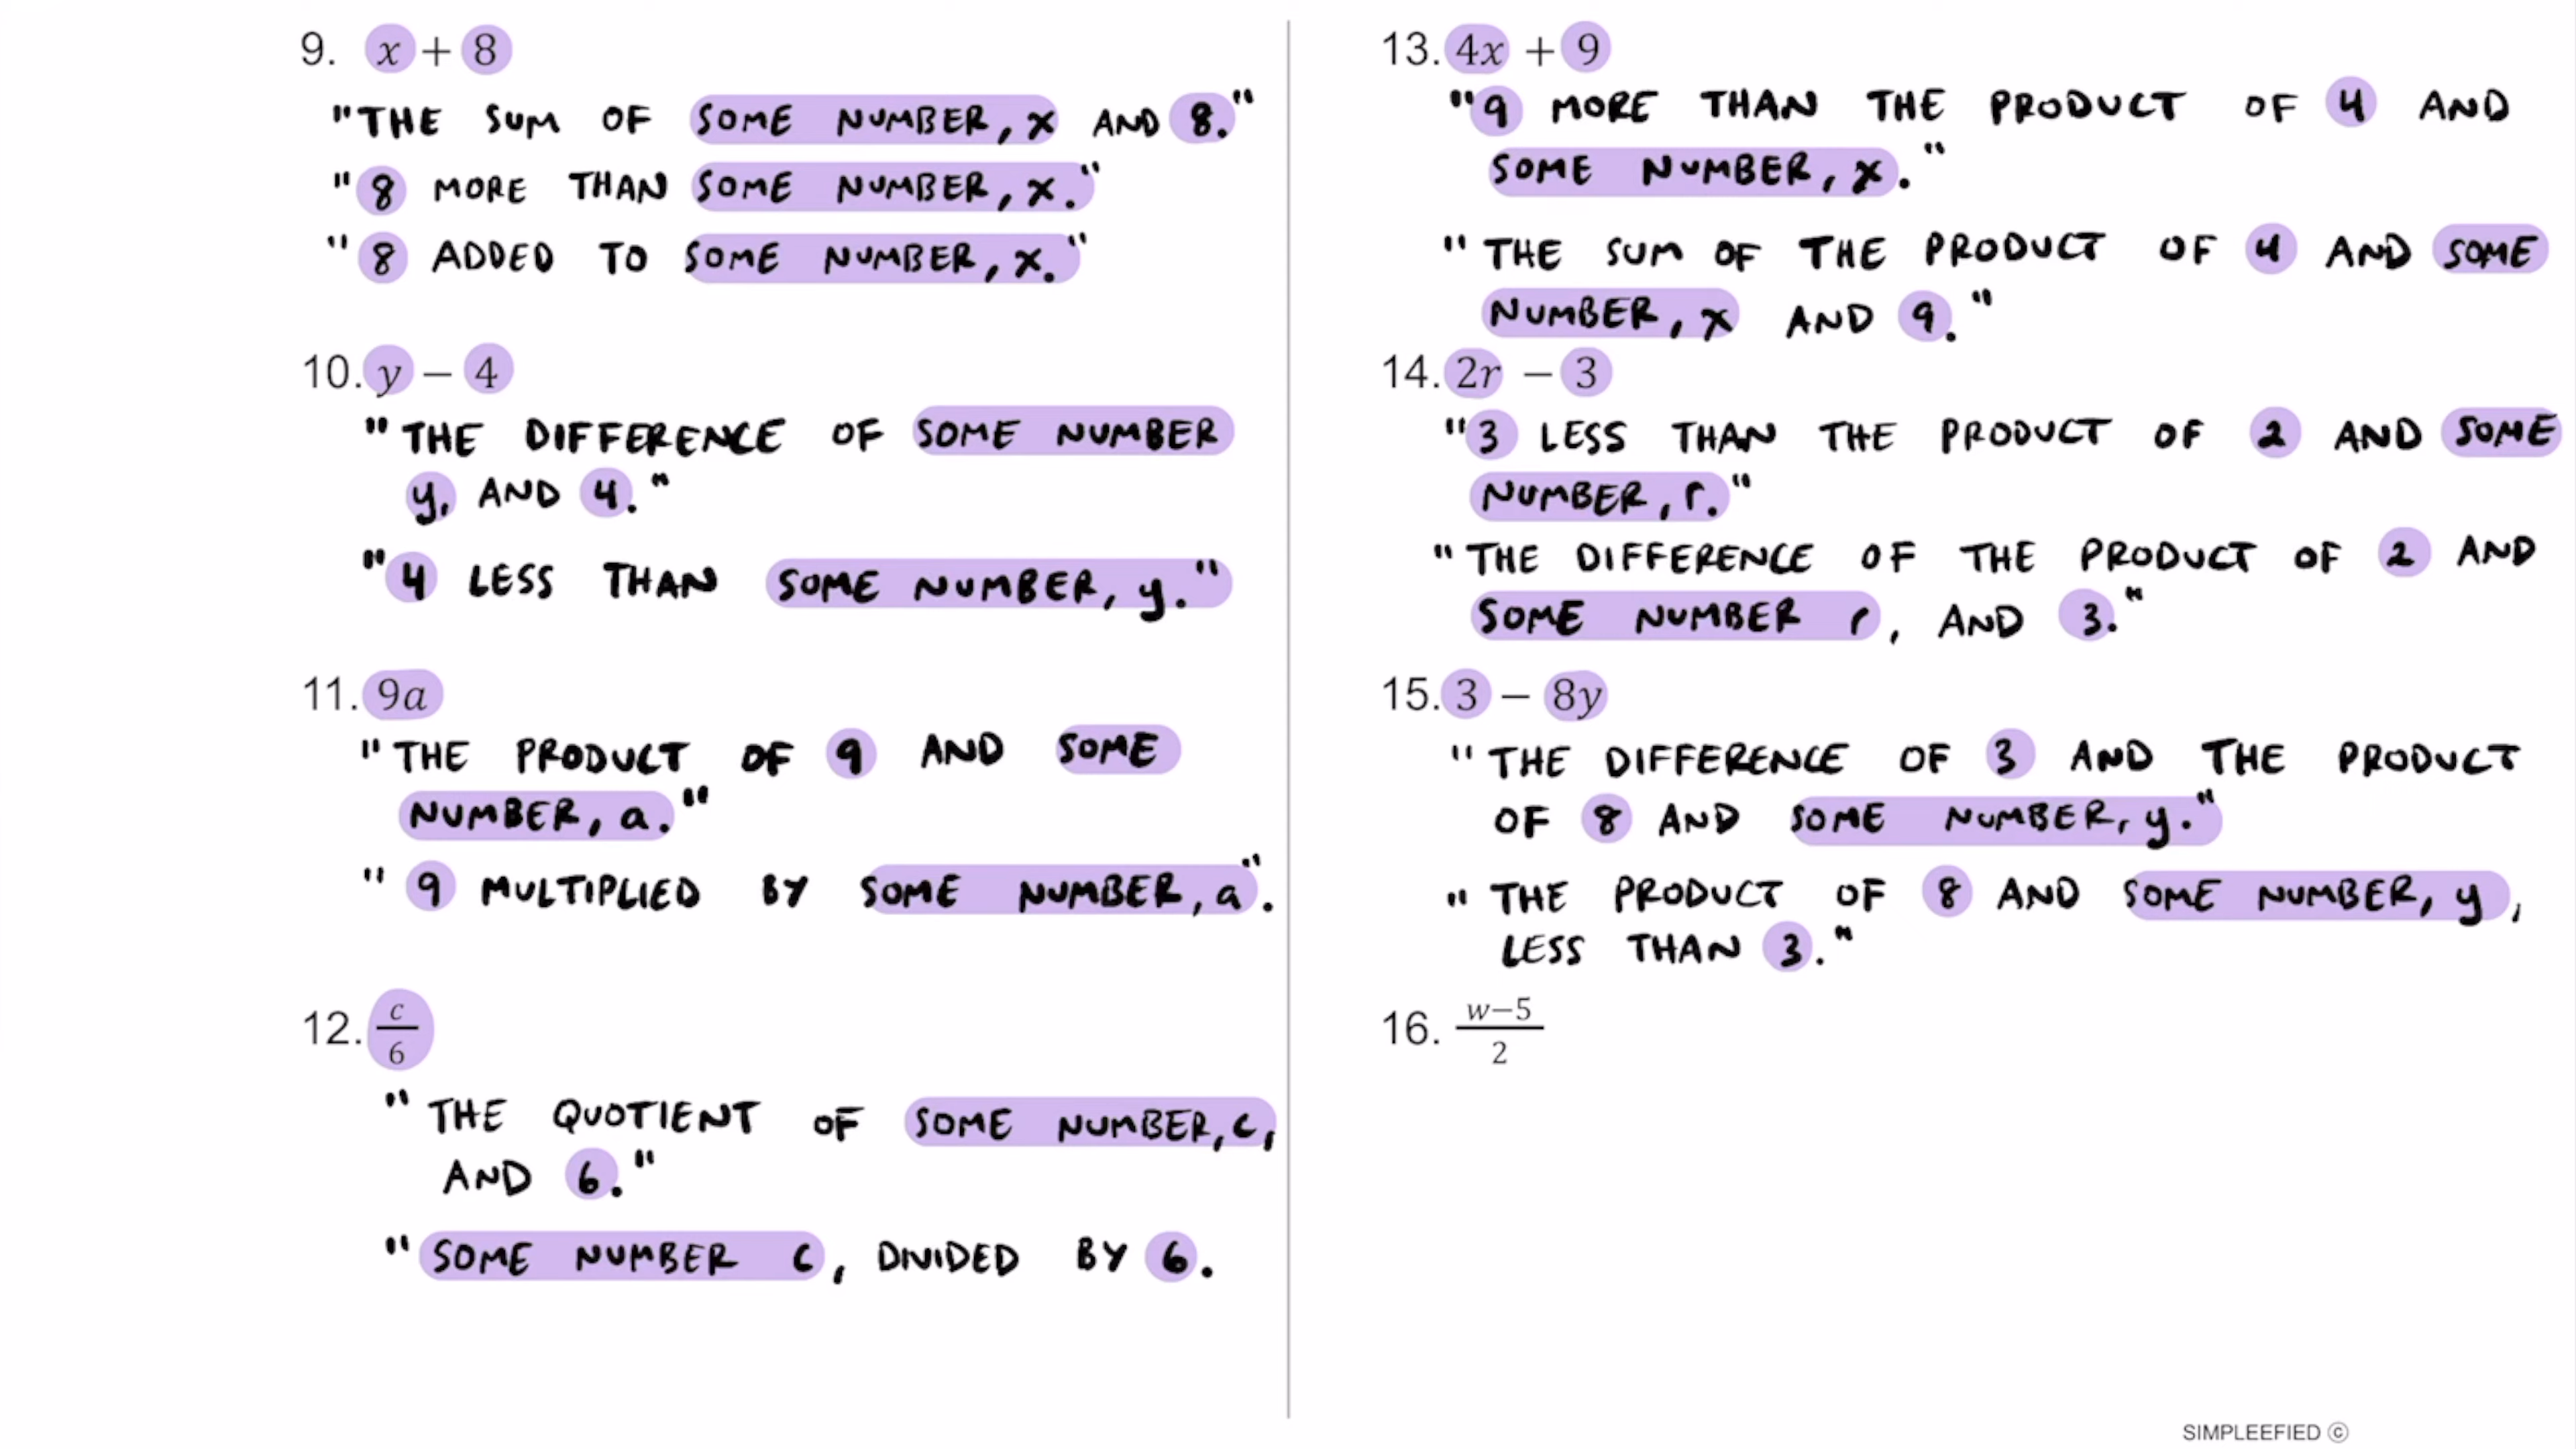 9. x + 8
"THE SUM OF SOME NUMBER, x AND 8."
"8 MORE THAN SOME NUMBER, x."
"8 ADDED TO SOME NUMBER, x."
10. y − 4
"THE DIFFERENCE OF SOME NUMBER
y, AND 4."
"4 LESS THAN SOME NUMBER, y."
11. 9a
"THE PRODUCT OF 9 AND SOME
NUMBER, a."
"9 MULTIPLIED BY SOME NUMBER, a".
12. c/6
"THE QUOTIENT OF SOME NUMBER, c,
AND 6."
"SOME NUMBER c, DIVIDED BY 6.
13. 4x + 9
"9 MORE THAN THE PRODUCT OF 4 AND
SOME NUMBER, x."
"THE SUM OF THE PRODUCT OF 4 AND SOME
NUMBER, x AND 9."
14. 2r − 3
"3 LESS THAN THE PRODUCT OF 2 AND SOME
NUMBER, r."
"THE DIFFERENCE OF THE PRODUCT OF 2 AND
SOME NUMBER r, AND 3."
15. 3 − 8y
"THE DIFFERENCE OF 3 AND THE PRODUCT
OF 8 AND SOME NUMBER, y."
"THE PRODUCT OF 8 AND SOME NUMBER, y,
LESS THAN 3."
16. w−5/2
SIMPLEEFIED ©